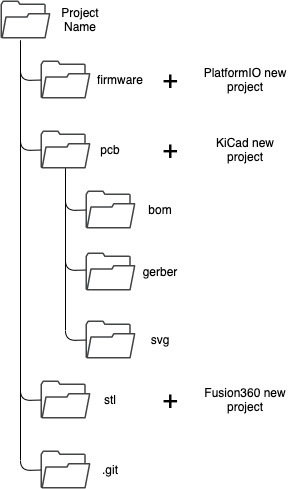 Project
Name
firmware + PlatformIO new
project
pcb + KiCad new
project
bom
gerber
svg
stl + Fusion360 new
project
.git